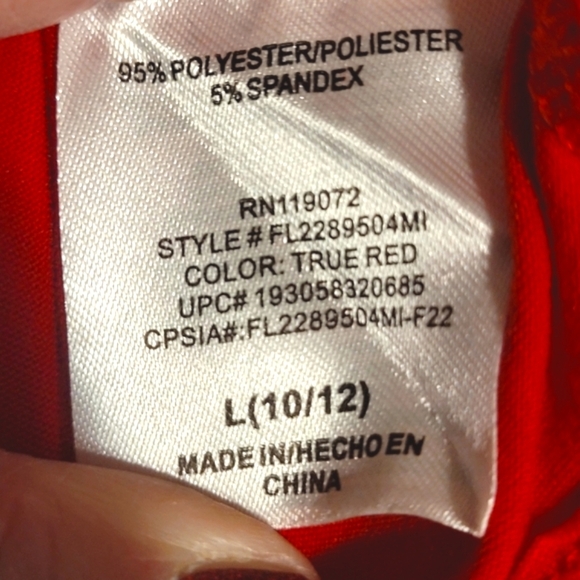 95% POLYESTER/POLIESTER
5% SPANDEX
RN119072
STYLE # FL2289504MI
COLOR: TRUE RED
UPC# 193058320685
CPSIA#:FL2289504MI-F22
L(10/12)
MADE IN/HECHO EN
CHINA